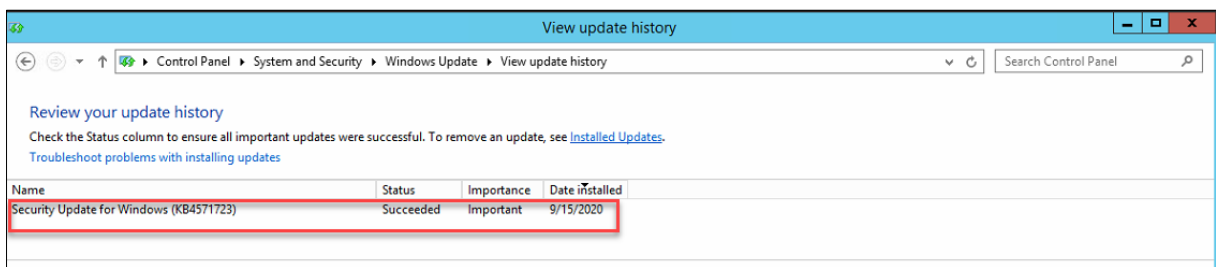 View update history
Control Panel ▸ System and Security ▸ Windows Update ▸ View update history
Search Control Panel
Review your update history
Check the Status column to ensure all important updates were successful. To remove an update, see Installed Updates.
Troubleshoot problems with installing updates
Name Status Importance Date installed
Security Update for Windows (KB4571723) Succeeded Important 9/15/2020